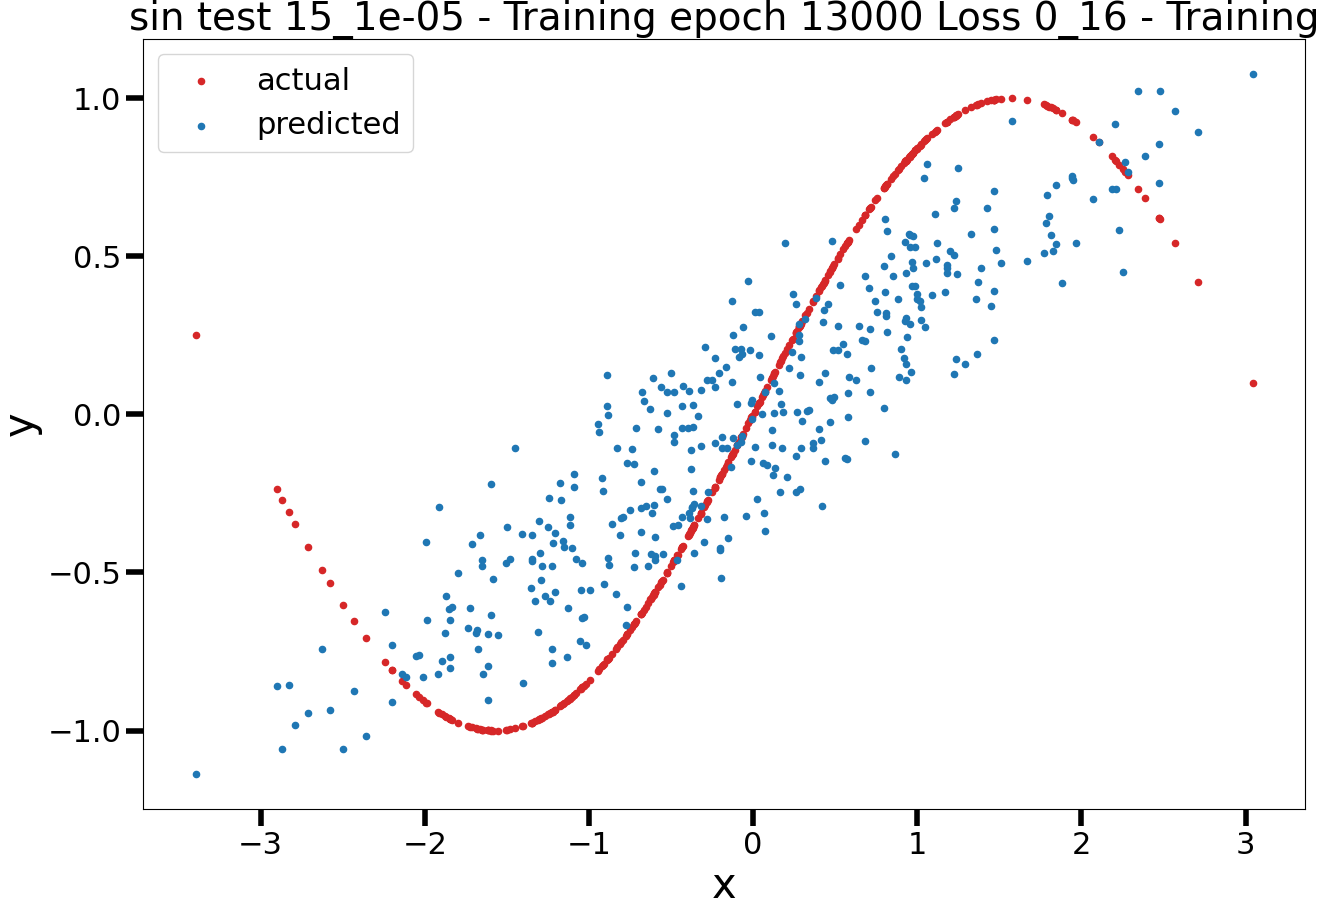 sin test 15_1e-05 - Training epoch 13000 Loss 0_16 - Training
actual
predicted
1.0
0.5
0.0
−0.5
−1.0
y
−3
−2
−1
0
1
2
3
x